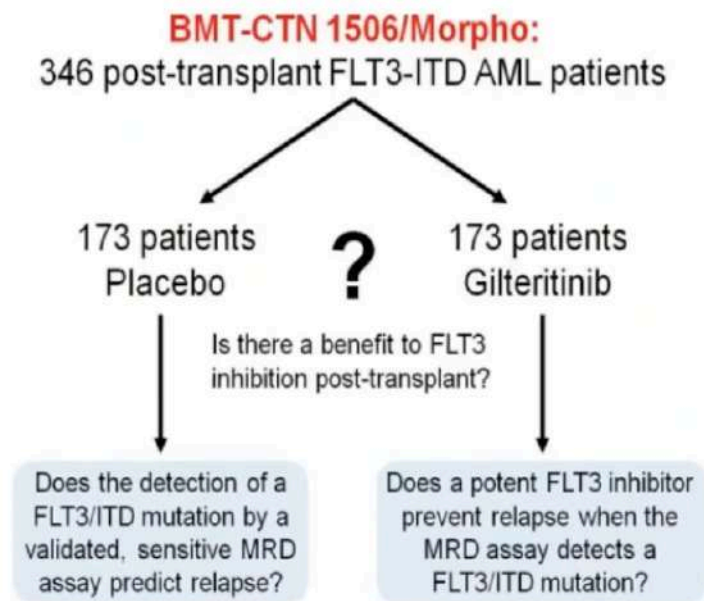 BMT-CTN 1506/Morpho:
346 post-transplant FLT3-ITD AML patients
173 patients
Placebo
?
173 patients
Gilteritinib
Is there a benefit to FLT3
inhibition post-transplant?
Does the detection of a
FLT3/ITD mutation by a
validated, sensitive MRD
assay predict relapse?
Does a potent FLT3 inhibitor
prevent relapse when the
MRD assay detects a
FLT3/ITD mutation?